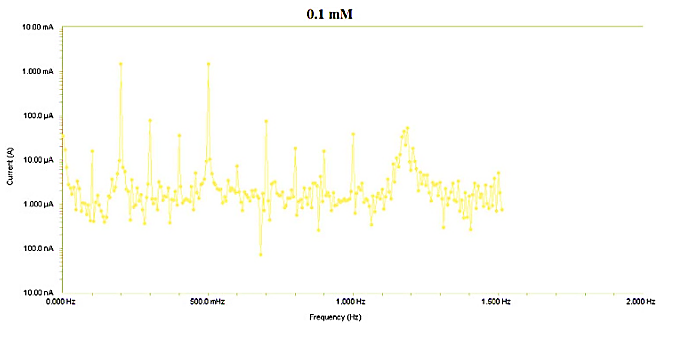 0.1 mM
10.00 mA
1.000 mA
100.0 µA
10.00 µA
1.000 µA
100.0 nA
10.00 nA
Current (A)
0.000 Hz
500.0 mHz
1.000 Hz
1.500 Hz
2.000 Hz
Frequency (Hz)